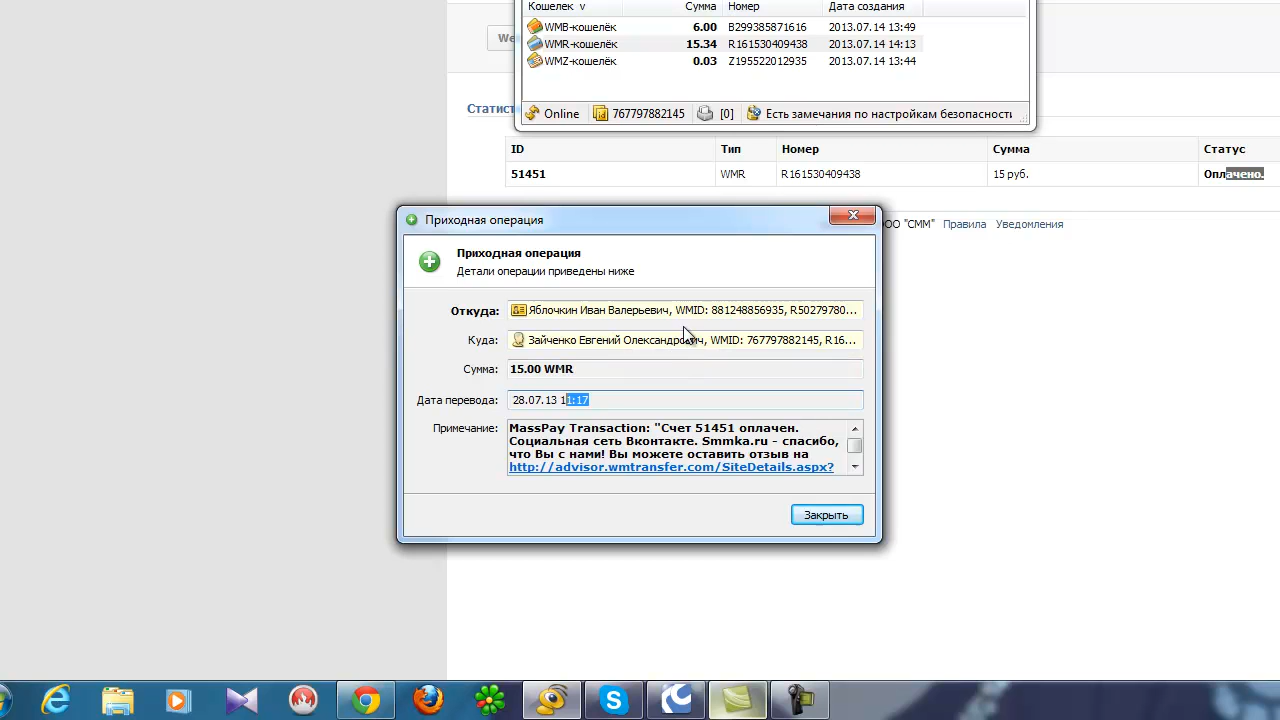 Кошелек v Сумма Номер Дата создания
WMB-кошелёк 6.00 B299385871616 2013.07.14 13:49
WMR-кошелёк 15.34 R161530409438 2013.07.14 14:13
WMZ-кошелёк 0.03 Z195522012935 2013.07.14 13:44
We
Статист
Online 767797882145 [0] Есть замечания по настройкам безопасности
ID Тип Номер Сумма Статус
51451 WMR R161530409438 15 руб. Оплачено.
ОО "СММ" Правила Уведомления
Приходная операция
Приходная операция
Детали операции приведены ниже
Откуда: Яблочкин Иван Валерьевич, WMID: 881248856935, R50279780...
Куда: Зайченко Евгений Олександрович, WMID: 767797882145, R16...
Сумма: 15.00 WMR
Дата перевода: 28.07.13 11:17
Примечание: MassPay Transaction: "Счет 51451 оплачен.
Социальная сеть Вконтакте. Smmka.ru - спасибо,
что Вы с нами! Вы можете оставить отзыв на
http://advisor.wmtransfer.com/SiteDetails.aspx?
Закрыть